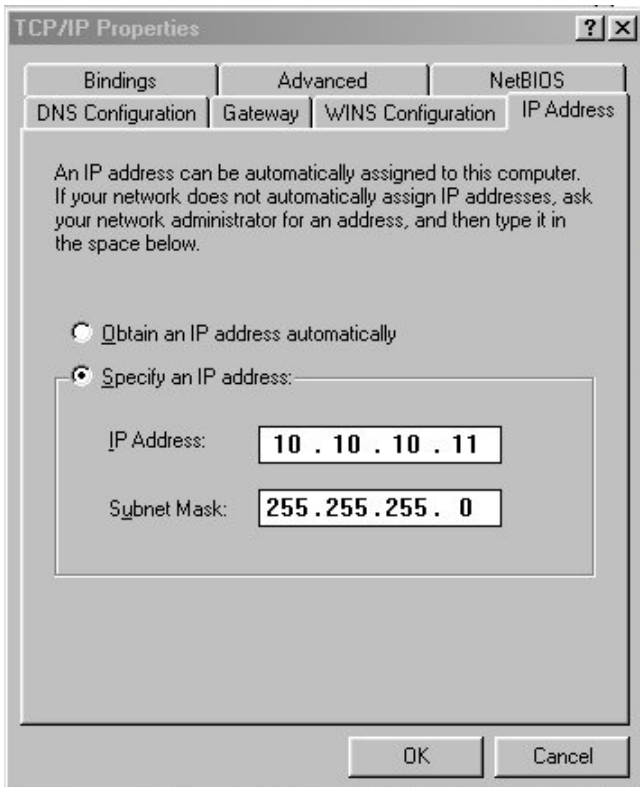 TCP/IP Properties
Bindings
Advanced
NetBIOS
DNS Configuration
Gateway
WINS Configuration
IP Address
An IP address can be automatically assigned to this computer.
If your network does not automatically assign IP addresses, ask
your network administrator for an address, and then type it in
the space below.
Obtain an IP address automatically
Specify an IP address:
IP Address: 10 . 10 . 10 . 11
Subnet Mask: 255.255.255. 0
OK
Cancel